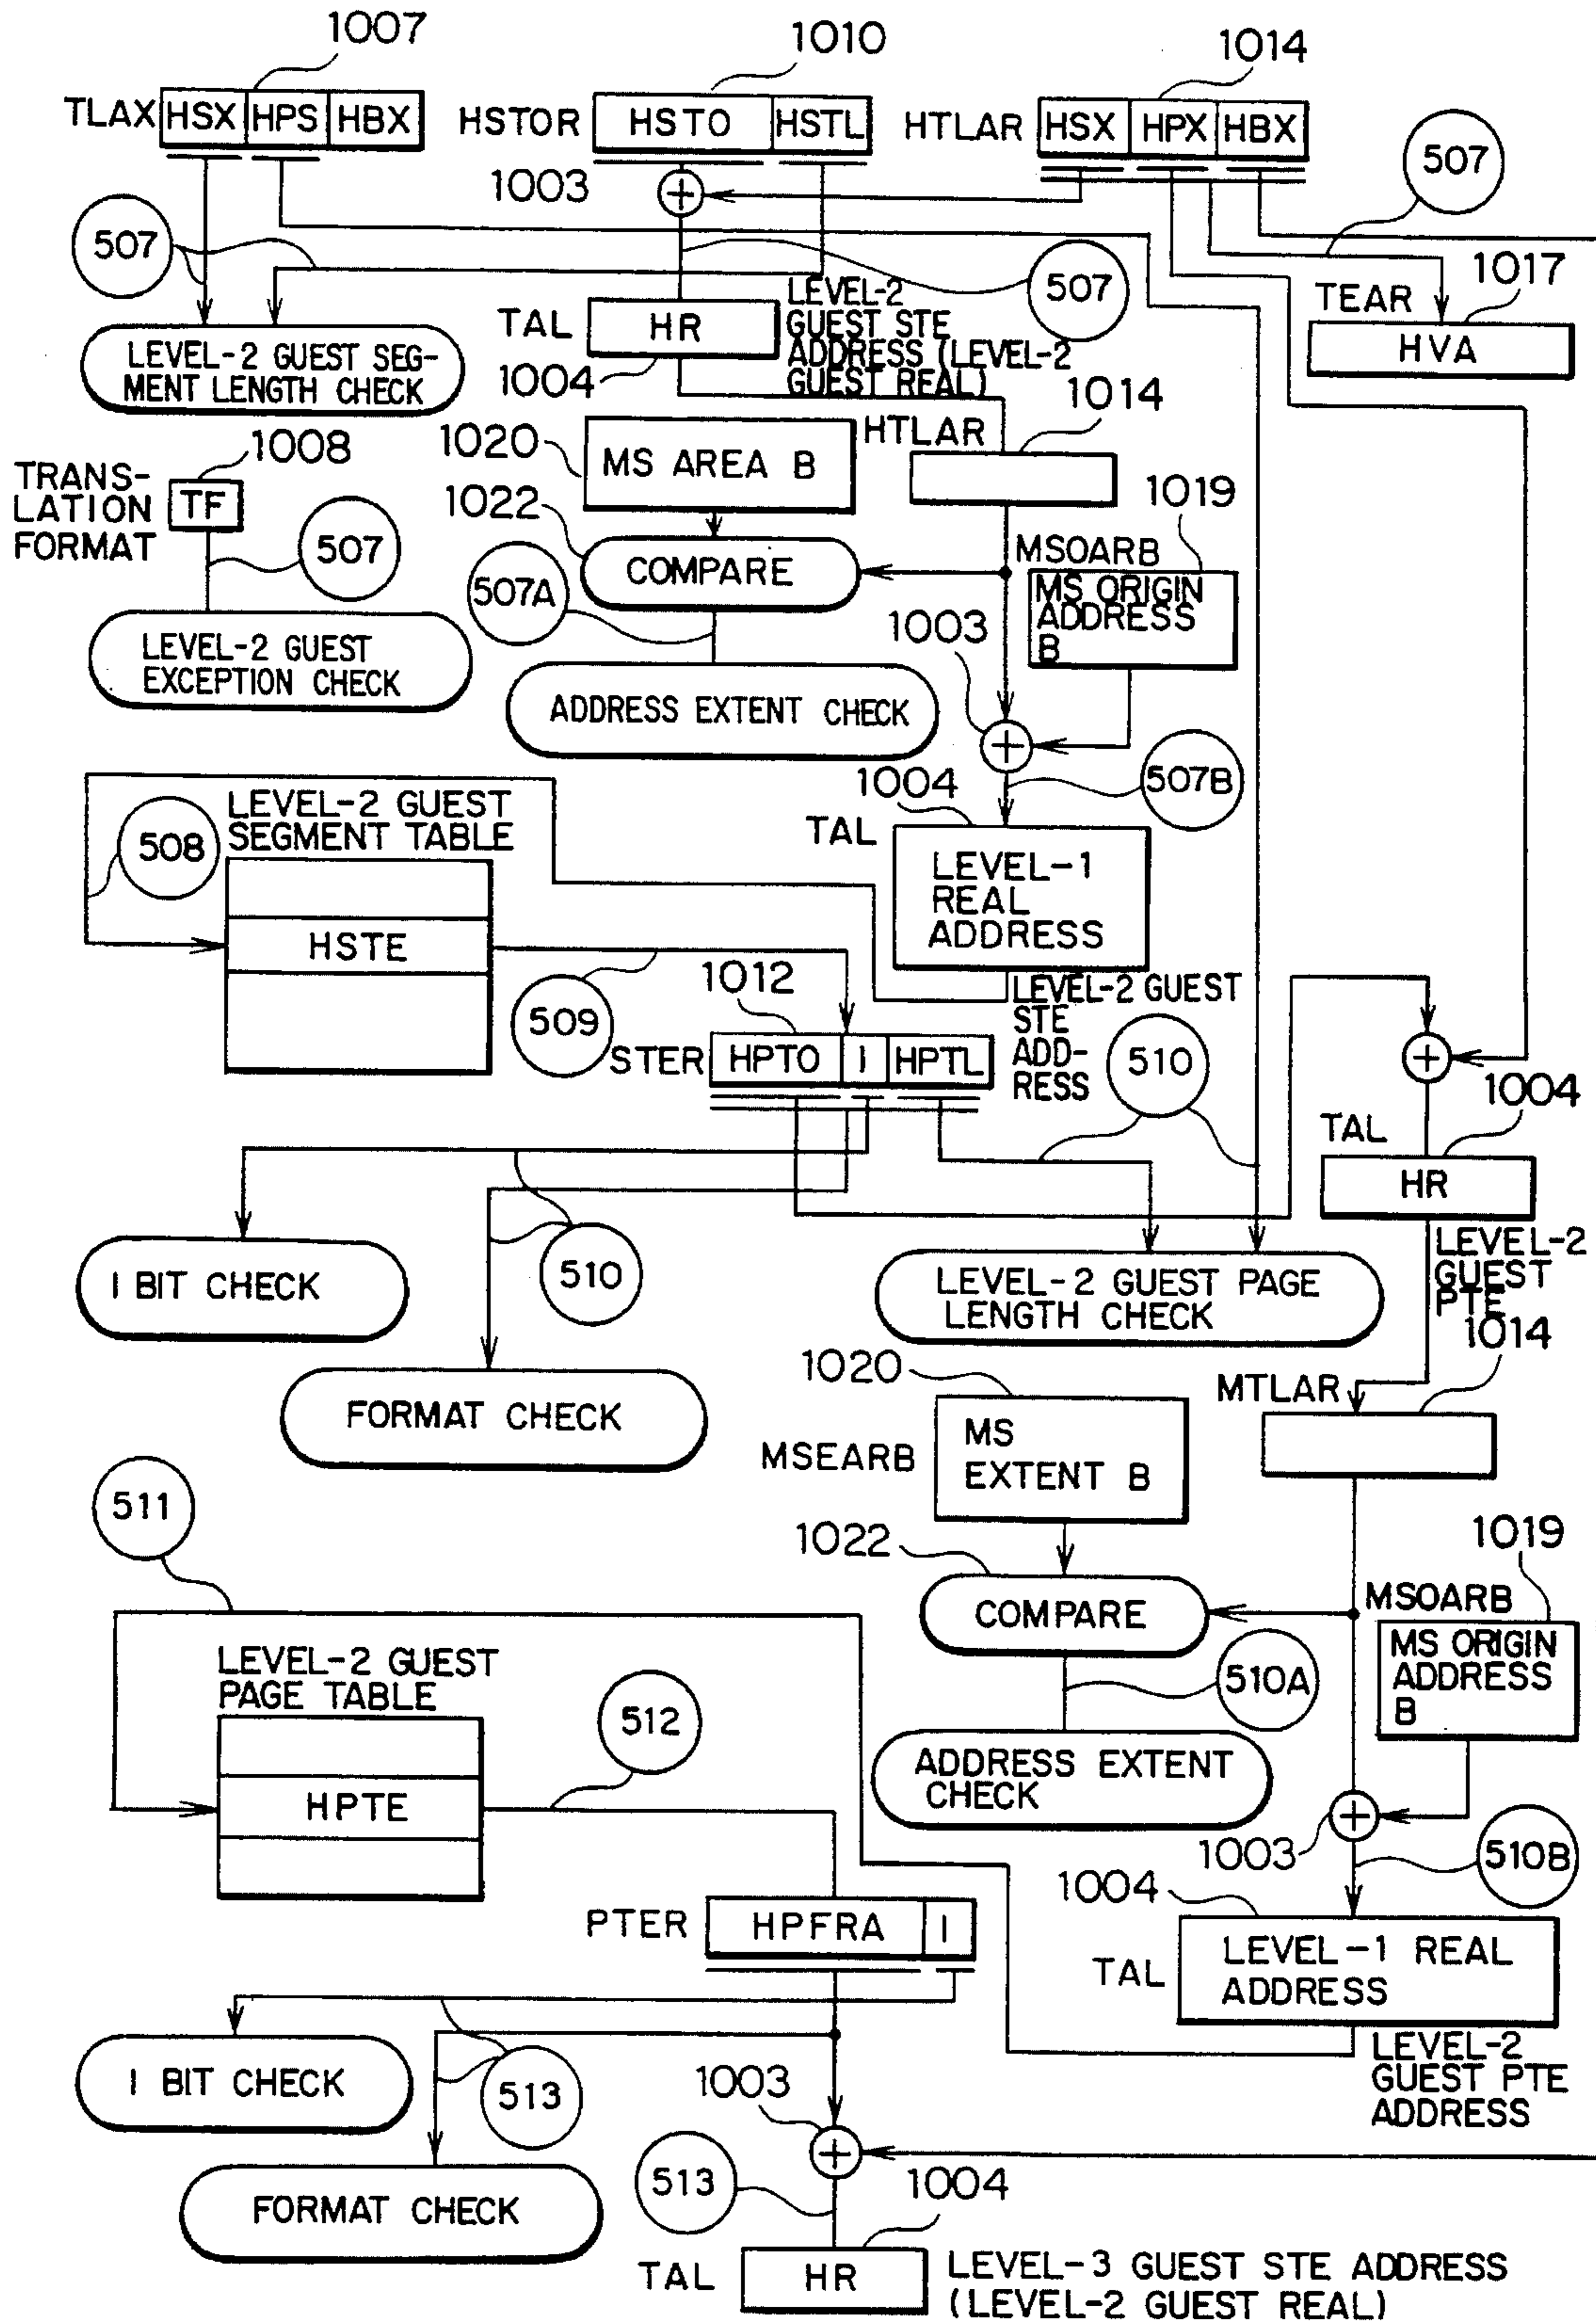 1007
1010
1014
TLAX HSX HPS HBX
HSTOR HSTO HSTL
HTLAR HSX HPX HBX
1003
507
507
507
1017
TEAR
HVA
TAL HR
1004
LEVEL-2
GUEST STE
ADDRESS (LEVEL-2
GUEST REAL)
LEVEL-2 GUEST SEG-
MENT LENGTH CHECK
1014
HTLAR
1020
MS AREA B
1008
TRANS-
LATION
FORMAT
TF
507
1022
COMPARE
507A
1019
MSOARB
MS ORIGIN
ADDRESS
B
1003
LEVEL-2 GUEST
EXCEPTION CHECK
ADDRESS EXTENT CHECK
507B
1004
TAL
LEVEL-1
REAL
ADDRESS
508
LEVEL-2 GUEST
SEGMENT TABLE
HSTE
509
1012
LEVEL-2 GUEST
STE
ADD-
RESS
STER HPTO I HPTL
510
1004
TAL
HR
LEVEL-2
GUEST
PTE
I BIT CHECK
510
LEVEL-2 GUEST PAGE
LENGTH CHECK
FORMAT CHECK
1014
MTLAR
1020
MSEARB
MS
EXTENT B
511
1022
COMPARE
1019
MSOARB
MS ORIGIN
ADDRESS
B
LEVEL-2 GUEST
PAGE TABLE
HPTE
512
510A
ADDRESS EXTENT
CHECK
1003
510B
1004
TAL
LEVEL-1 REAL
ADDRESS
PTER HPFRA I
LEVEL-2
GUEST PTE
ADDRESS
I BIT CHECK
513
1003
FORMAT CHECK
513
1004
TAL HR
LEVEL-3 GUEST STE ADDRESS
(LEVEL-2 GUEST REAL)